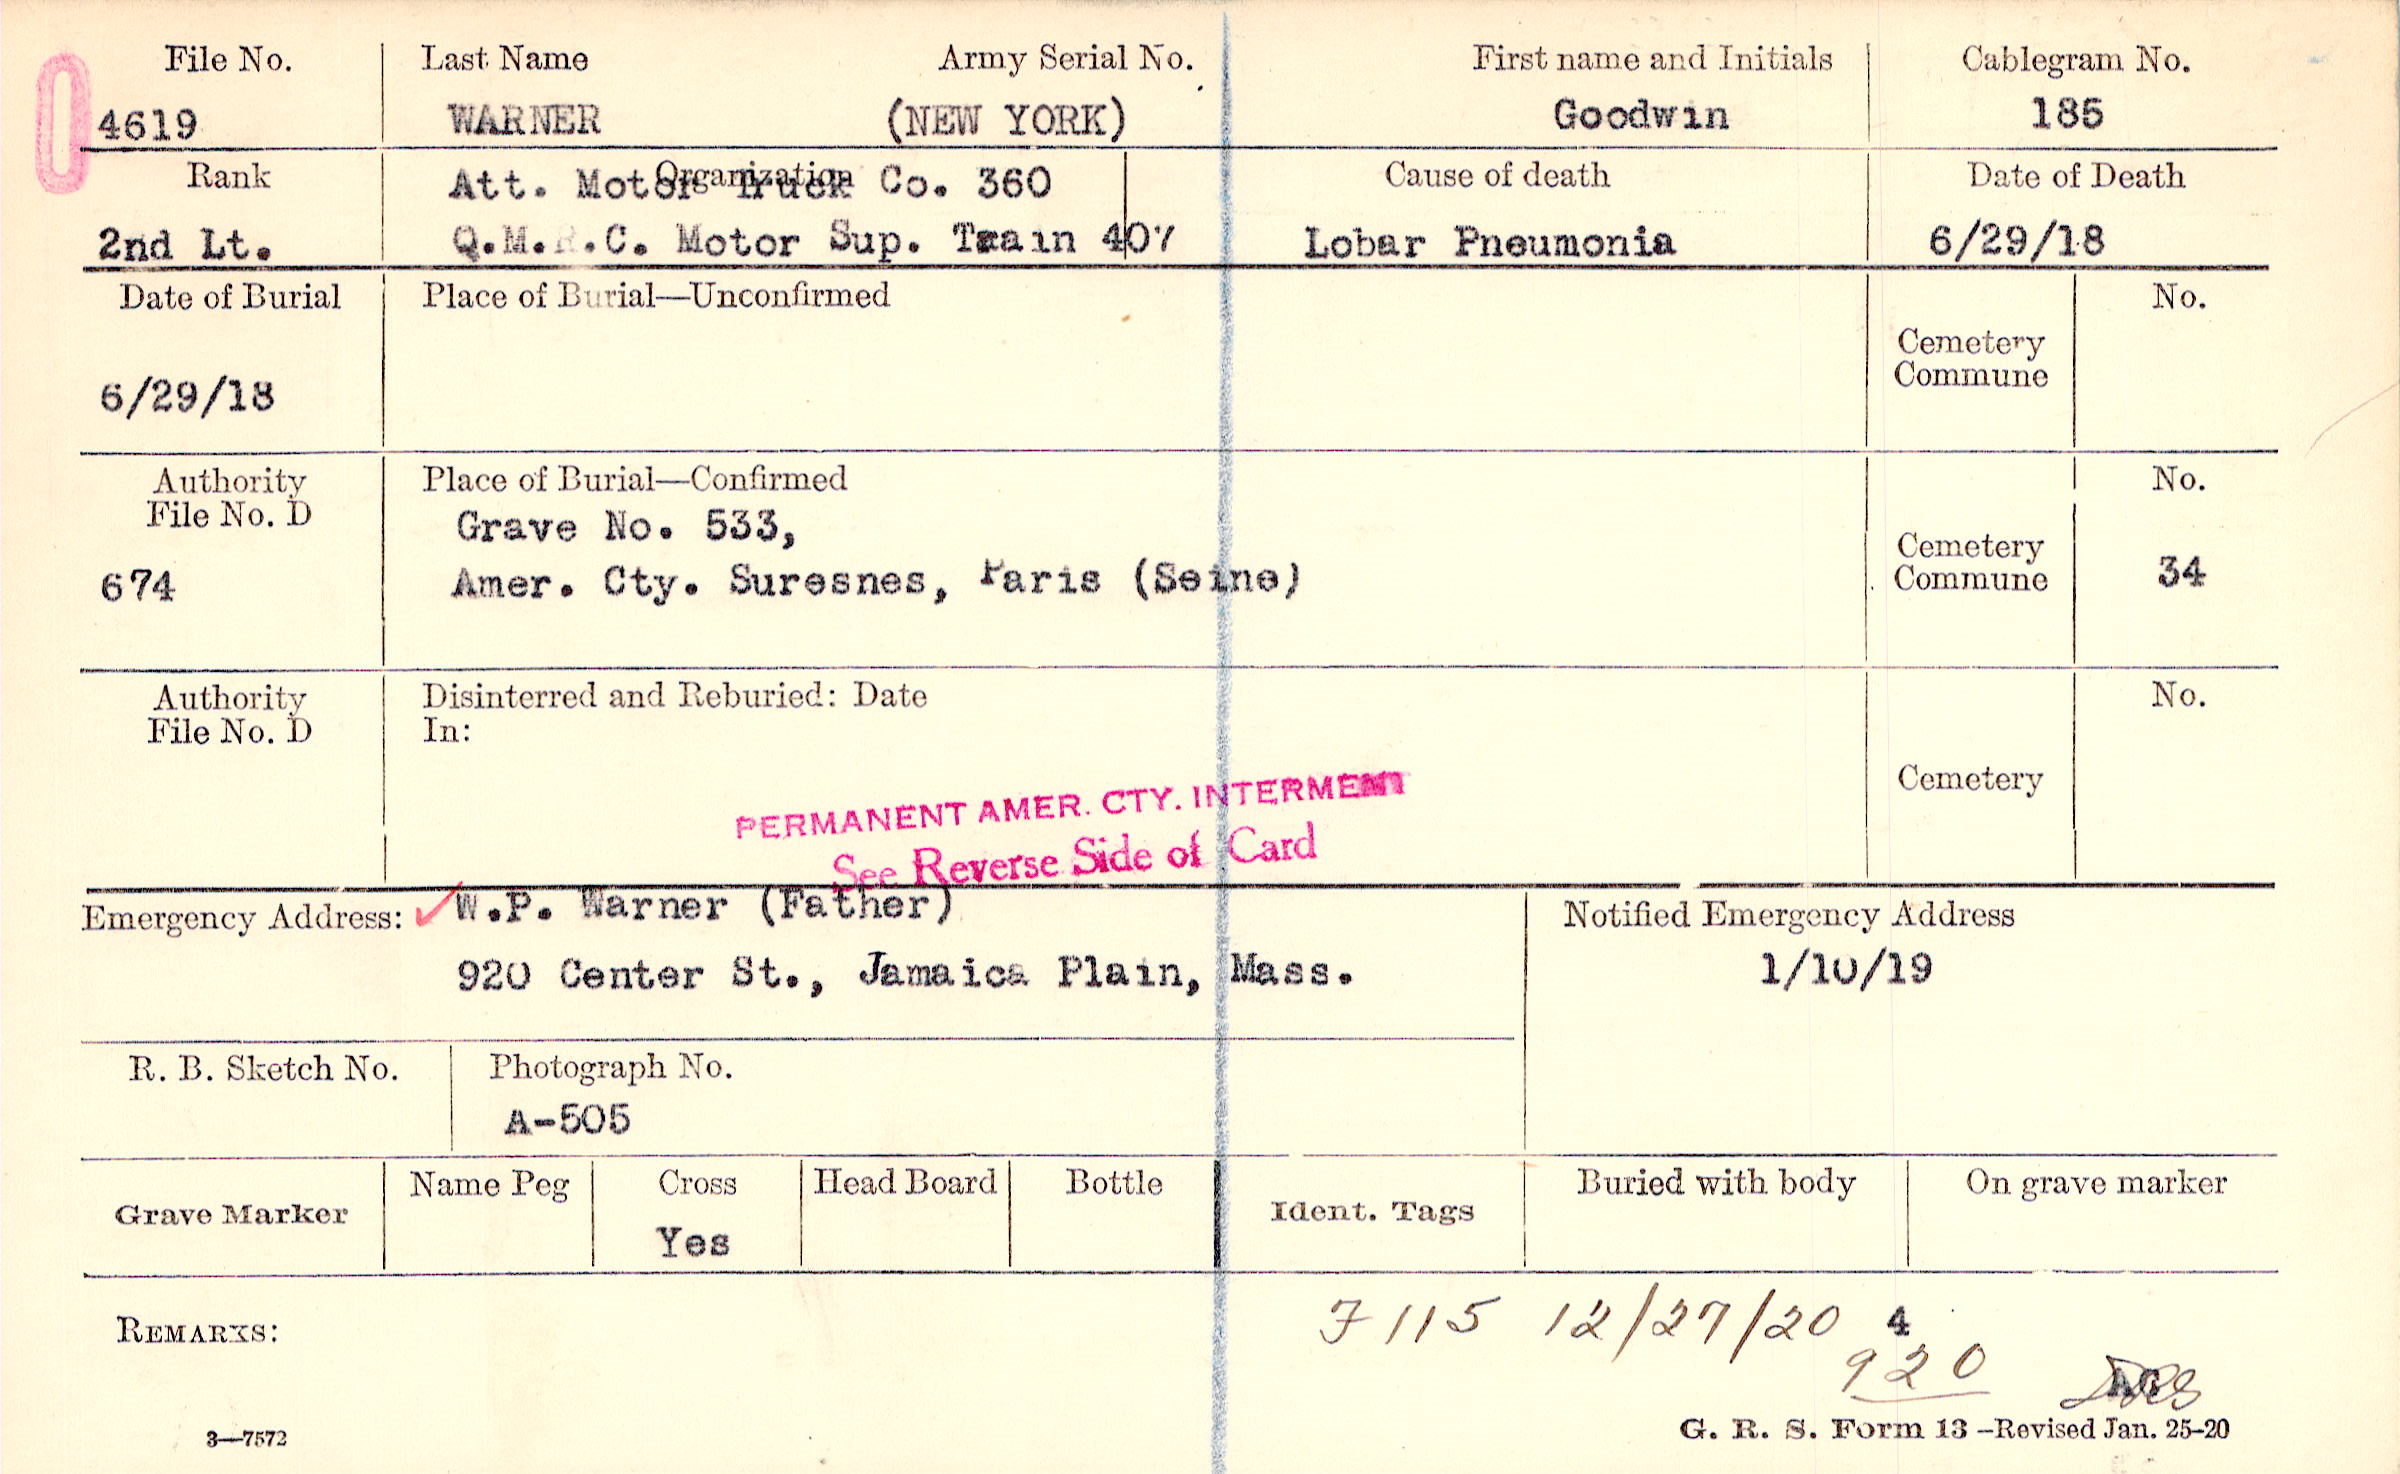 File No. Last Name Army Serial No. First name and Initials Cablegram No.
4619 WARNER (NEW YORK) Goodwin 185
Rank Organization Cause of death Date of Death
Att. Motor Truck Co. 360
2nd Lt. Q.M.R.C. Motor Sup. Train 407 Lobar Pneumonia 6/29/18
Date of Burial Place of Burial—Unconfirmed No.
Cemetery
Commune
6/29/18
Authority Place of Burial—Confirmed No.
File No. D
Grave No. 533,
Cemetery
674 Amer. Cty. Suresnes, Paris (Seine) Commune 34
Authority Disinterred and Reburied: Date No.
File No. D In:
Cemetery
PERMANENT AMER. CTY. INTERMENT
See Reverse Side of Card
Emergency Address: W.P. Warner (Father) Notified Emergency Address
920 Center St., Jamaica Plain, Mass. 1/10/19
R. B. Sketch No. Photograph No.
A-505
Grave Marker Name Peg Cross Head Board Bottle Ident. Tags Buried with body On grave marker
Yes
REMARKS: F 115 12/27/20 4
920
3—7572 G. R. S. Form 13 -Revised Jan. 25-20